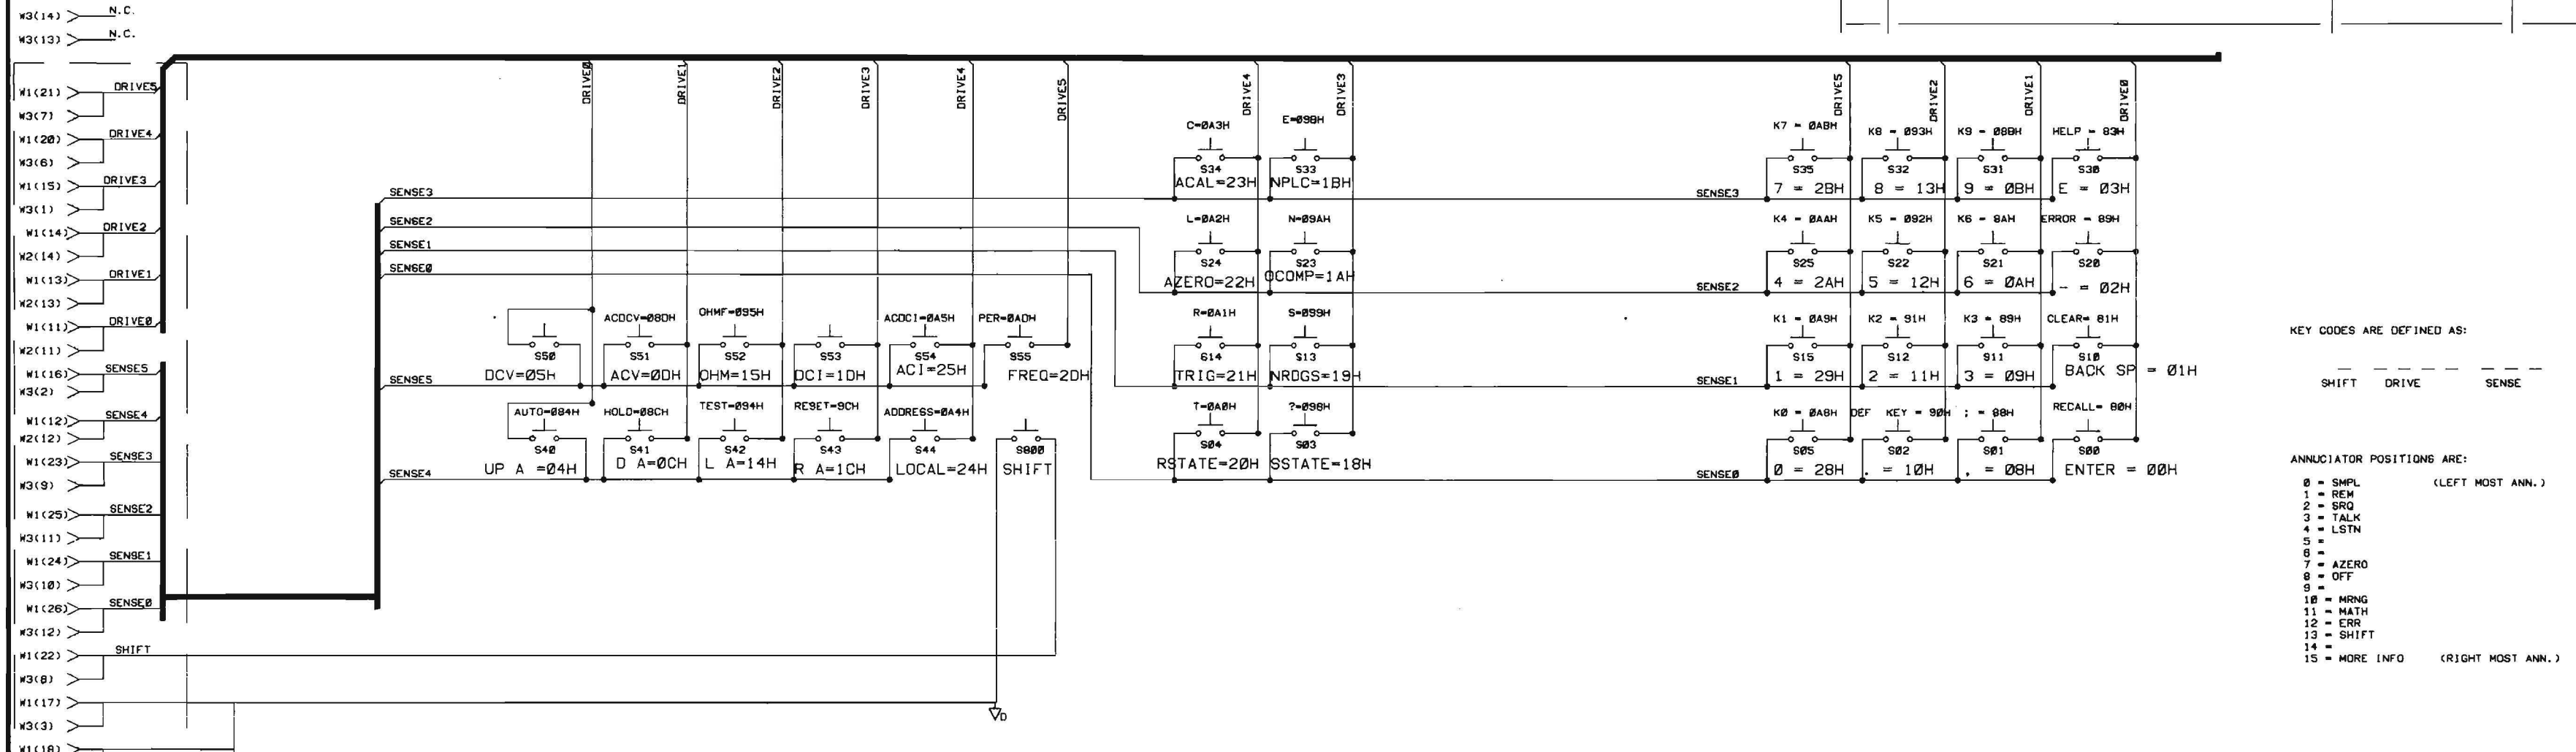 W3(14) N.C.
W3(13) N.C.
W1(21) DRIVE5
W3(7)
W1(20) DRIVE4
W3(6)
W1(15) DRIVE3
W3(1)
W1(14) DRIVE2
W2(14)
W1(13) DRIVE1
W2(13)
W1(11) DRIVE0
W2(11)
W1(16) SENSE5
W3(2)
W1(12) SENSE4
W2(12)
W1(23) SENSE3
W3(9)
W1(25) SENSE2
W3(11)
W1(24) SENSE1
W3(10)
W1(26) SENSE0
W3(12)
W1(22) SHIFT
W3(8)
W1(17)
W3(3)
W1(18)
DRIVE0 DRIVE1 DRIVE2 DRIVE3 DRIVE4 DRIVE5 DRIVE4 DRIVE3 DRIVE5 DRIVE2 DRIVE1 DRIVE0
SENSE3
SENSE2
SENSE1
SENSE0
SENSE5
SENSE4
ACDCV=08DH OHMF=095H ACDCI=0A5H PER=0ADH
S50 S51 S52 S53 S54 S55
DCV=05H ACV=0DH OHM=15H DCI=1DH ACI=25H FREQ=2DH
AUTO=084H HOLD=08CH TEST=094H RESET=9CH ADDRESS=0A4H
S40 S41 S42 S43 S44 S800
UP A =04H D A=0CH L A=14H R A=1CH LOCAL=24H SHIFT
D
C=0A3H E=09BH
S34 S33
ACAL=23H NPLC=1BH
L=0A2H N=09AH
S24 S23
AZERO=22H OCOMP=1AH
R=0A1H S=099H
S14 S13
TRIG=21H NRDGS=19H
T=0A0H ?=098H
S04 S03
RSTATE=20H SSTATE=18H
K7 = 0ABH K8 = 093H K9 = 08BH HELP = 83H
S35 S32 S31 S30
SENSE3 7 = 2BH 8 = 13H 9 = 0BH E = 03H
K4 = 0AAH K5 = 092H K6 = 8AH ERROR = 89H
S25 S22 S21 S20
SENSE2 4 = 2AH 5 = 12H 6 = 0AH - = 02H
K1 = 0A9H K2 = 91H K3 = 89H CLEAR= 81H
S15 S12 S11 S10
SENSE1 1 = 29H 2 = 11H 3 = 09H BACK SP = 01H
K0 = 0A8H DEF KEY = 90H ; = 88H RECALL= 80H
S05 S02 S01 S00
SENSE0 0 = 28H . = 10H , = 08H ENTER = 00H
KEY CODES ARE DEFINED AS:
SHIFT DRIVE SENSE
ANNUCIATOR POSITIONS ARE:
0 = SMPL (LEFT MOST ANN.)
1 = REM
2 = SRQ
3 = TALK
4 = LSTN
5 =
6 =
7 = AZERO
8 = OFF
9 =
10 = MRNG
11 = MATH
12 = ERR
13 = SHIFT
14 =
15 = MORE INFO (RIGHT MOST ANN.)